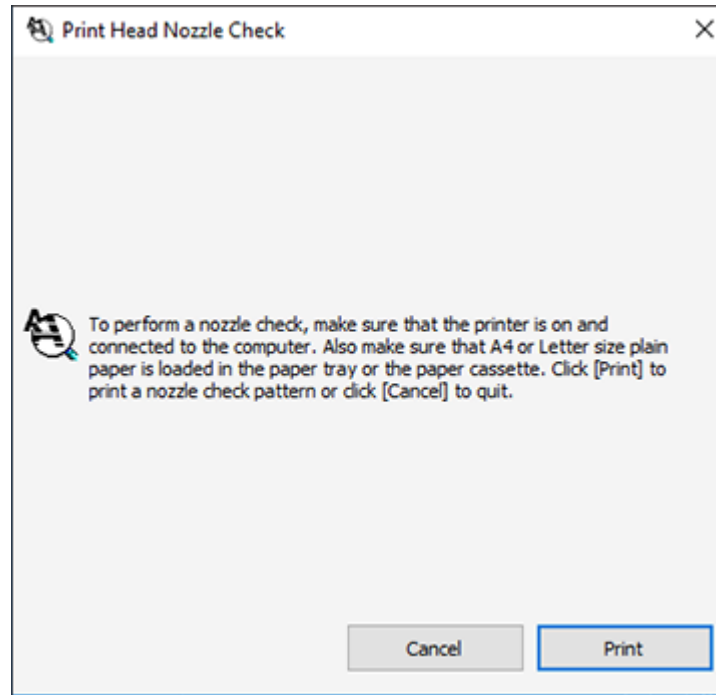 Print Head Nozzle Check
To perform a nozzle check, make sure that the printer is on and
connected to the computer. Also make sure that A4 or Letter size plain
paper is loaded in the paper tray or the paper cassette. Click [Print] to
print a nozzle check pattern or click [Cancel] to quit.
Cancel
Print